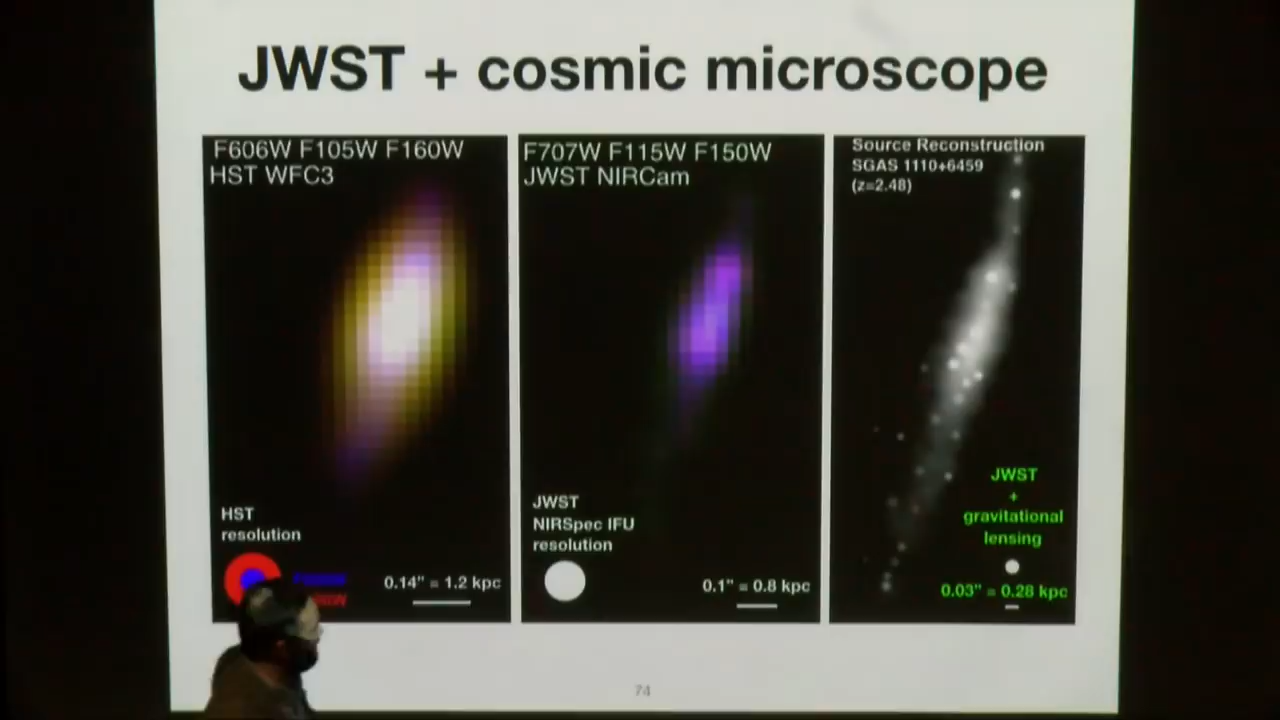 JWST + cosmic microscope
F606W F105W F160W
HST WFC3
HST
resolution
0.14" = 1.2 kpc
F707W F115W F150W
JWST NIRCam
JWST
NIRSpec IFU
resolution
0.1" = 0.8 kpc
Source Reconstruction
SGAS 1110+6459
(z=2.48)
JWST
+
gravitational
lensing
0.03" = 0.28 kpc
74